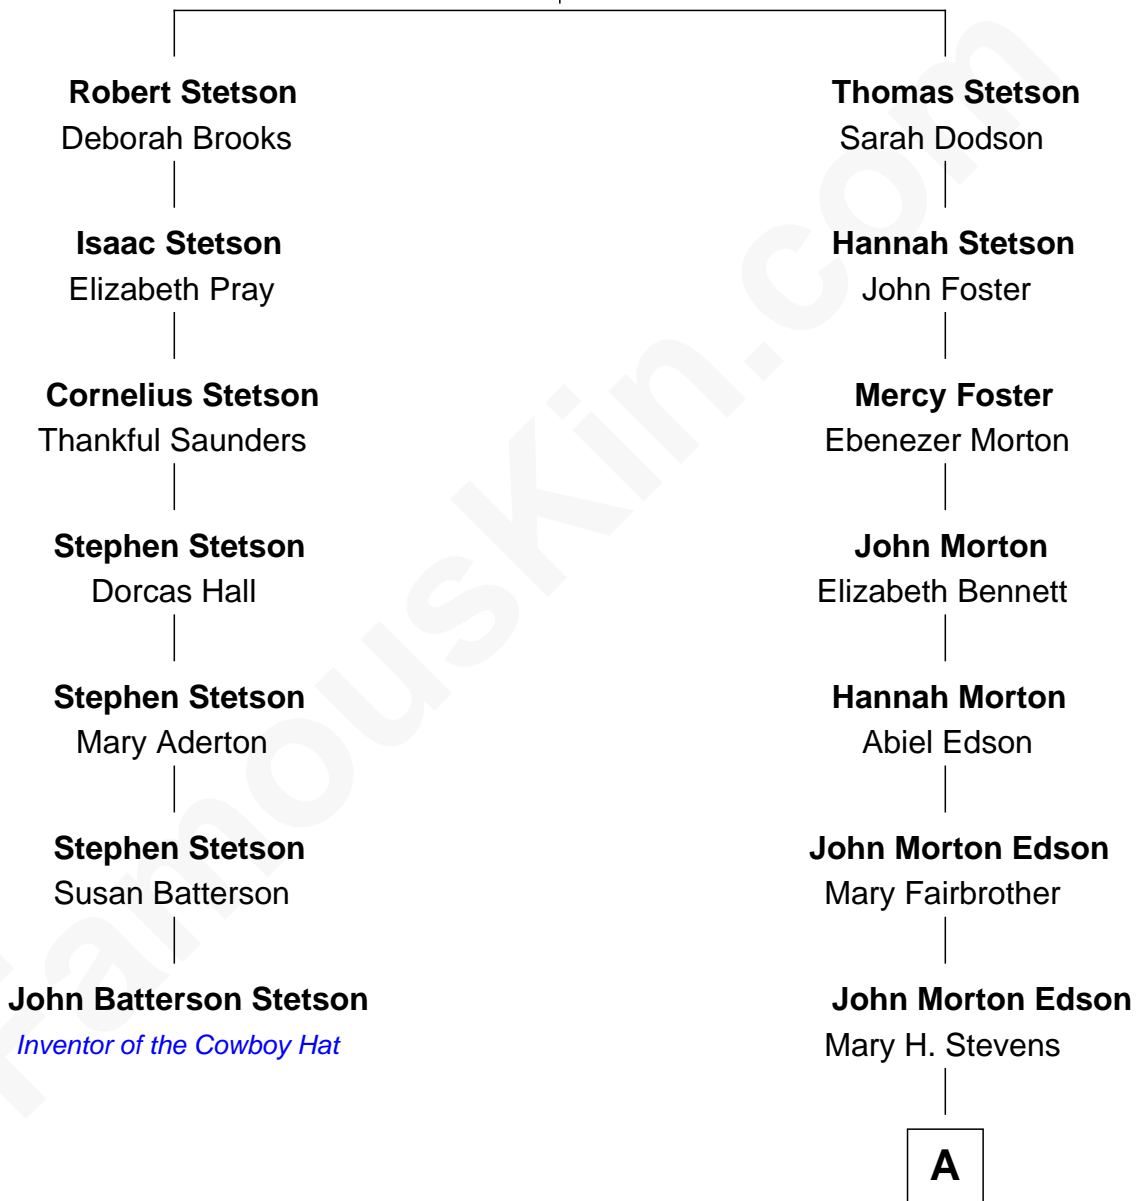 Robert Stetson
Deborah Brooks
Isaac Stetson
Elizabeth Pray
Cornelius Stetson
Thankful Saunders
Stephen Stetson
Dorcas Hall
Stephen Stetson
Mary Aderton
Stephen Stetson
Susan Batterson
John Batterson Stetson
Inventor of the Cowboy Hat
Thomas Stetson
Sarah Dodson
Hannah Stetson
John Foster
Mercy Foster
Ebenezer Morton
John Morton
Elizabeth Bennett
Hannah Morton
Abiel Edson
John Morton Edson
Mary Fairbrother
John Morton Edson
Mary H. Stevens
A
FamousKin.com